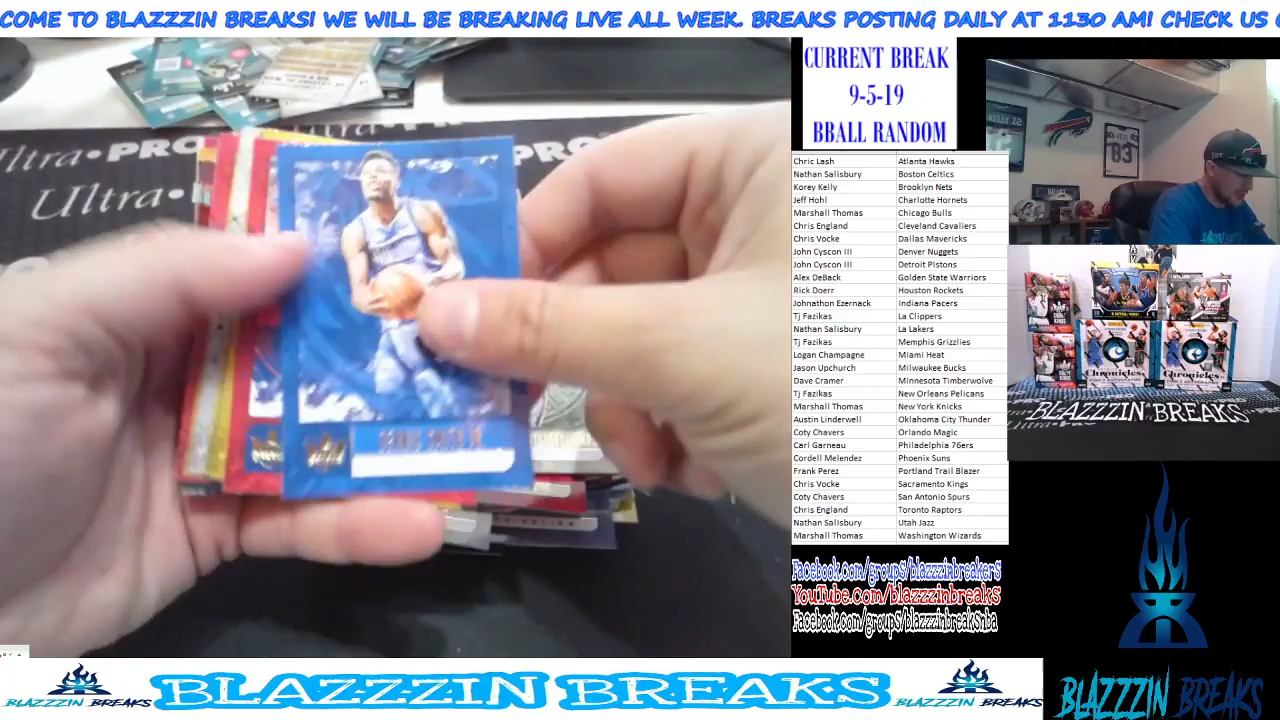 COME TO BLAZZZIN BREAKS! WE WILL BE BREAKING LIVE ALL WEEK. BREAKS POSTING DAILY AT 1130 AM! CHECK US
CURRENT BREAK
9-5-19
BBALL RANDOM
Chric Lash Atlanta Hawks
Nathan Salisbury Boston Celtics
Korey Kelly Brooklyn Nets
Jeff Hohl Charlotte Hornets
Marshall Thomas Chicago Bulls
Chris England Cleveland Cavaliers
Chris Vocke Dallas Mavericks
John Cyscon III Denver Nuggets
John Cyscon III Detroit Pistons
Alex DeBack Golden State Warriors
Rick Doerr Houston Rockets
Johnathon Ezernack Indiana Pacers
Tj Fazikas La Clippers
Nathan Salisbury La Lakers
Tj Fazikas Memphis Grizzlies
Logan Champagne Miami Heat
Jason Upchurch Milwaukee Bucks
Dave Cramer Minnesota Timberwolve
Tj Fazikas New Orleans Pelicans
Marshall Thomas New York Knicks
Austin Linderwell Oklahoma City Thunder
Coty Chavers Orlando Magic
Carl Garneau Philadelphia 76ers
Cordell Melendez Phoenix Suns
Frank Perez Portland Trail Blazer
Chris Vocke Sacramento Kings
Coty Chavers San Antonio Spurs
Chris England Toronto Raptors
Nathan Salisbury Utah Jazz
Marshall Thomas Washington Wizards
Facebook.com/groups/blazzzinbreakers
YouTube.com/blazzzinbreaks
Facebook.com/groups/blazzzinbreaksnba
Ultra PRO
Ultra
DENNIS SMITH JR.
KELLY 12
83
Chronicles
Chronicles
BLAZZZIN BREAKS
BLAZZZIN BREAKS
BLAZZZIN BREAKS
BLAZZZIN BREAKS
BLAZZZIN BREAKS